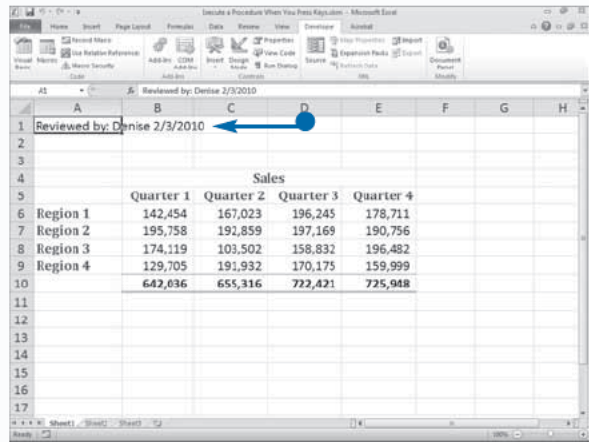 Execute a Procedure When You Press Keys.xlsm - Microsoft Excel
File Home Insert Page Layout Formulas Data Review View Developer Acrobat
Visual Basic Macros Record Macro Use Relative References Macro Security Code
Add-Ins COM Add-Ins Add-Ins
Insert Design Mode Properties View Code Run Dialog Controls
Source Map Properties Expansion Packs Refresh Data Import Export XML
Document Panel Modify
A1 fx Reviewed by: Denise 2/3/2010
A B C D E F G H
1 Reviewed by: Denise 2/3/2010
2
3
4 Sales
5 Quarter 1 Quarter 2 Quarter 3 Quarter 4
6 Region 1 142,454 167,023 196,245 178,711
7 Region 2 195,758 192,859 197,169 190,756
8 Region 3 174,119 103,502 158,832 196,482
9 Region 4 129,705 191,932 170,175 159,999
10 642,036 655,316 722,421 725,948
11
12
13
14
15
16
17
Sheet1 Sheet2 Sheet3
Ready 100%